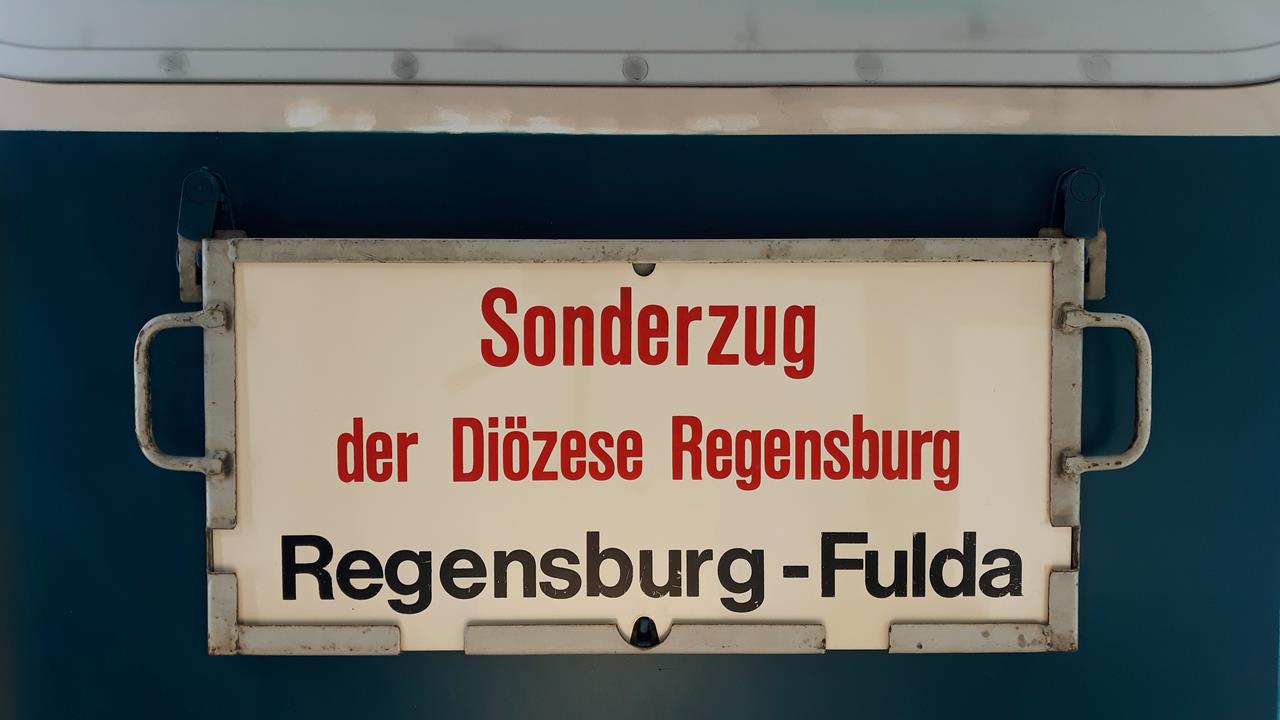 Sonderzug
der Diözese Regensburg
Regensburg-Fulda